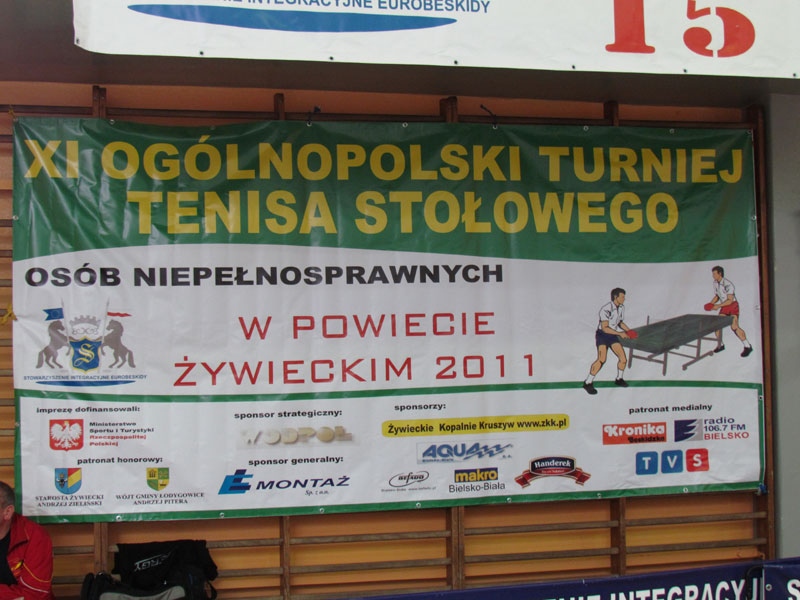 INTEGRACYJNE EUROBESKIDY
15
XI OGÓLNOPOLSKI TURNIEJ
TENISA STOŁOWEGO
OSÓB NIEPEŁNOSPRAWNYCH
W POWIECIE
ŻYWIECKIM 2011
S
STOWARZYSZENIE INTEGRACYJNE EUROBESKIDY
imprezę dofinansowali:
Ministerstwo
Sportu i Turystyki
Rzeczpospolitej
Polskiej
patronat honorowy:
STAROSTA ŻYWIECKI
ANDRZEJ ZIELIŃSKI
WÓJT GMINY ŁODYGOWICE
ANDRZEJ PITERA
sponsor strategiczny:
WODPOL
sponsor generalny:
EMONTAŻ
Sp. z o.o.
sponsorzy:
Żywieckie Kopalnie Kruszyw www.zkk.pl
AQUA S.A.
makro
Bielsko-Biała
Handerek
patronat medialny
Kronika
Beskidzka
radio
106.7 FM
BIELSKO
TVS
INTEGRACYJ
S